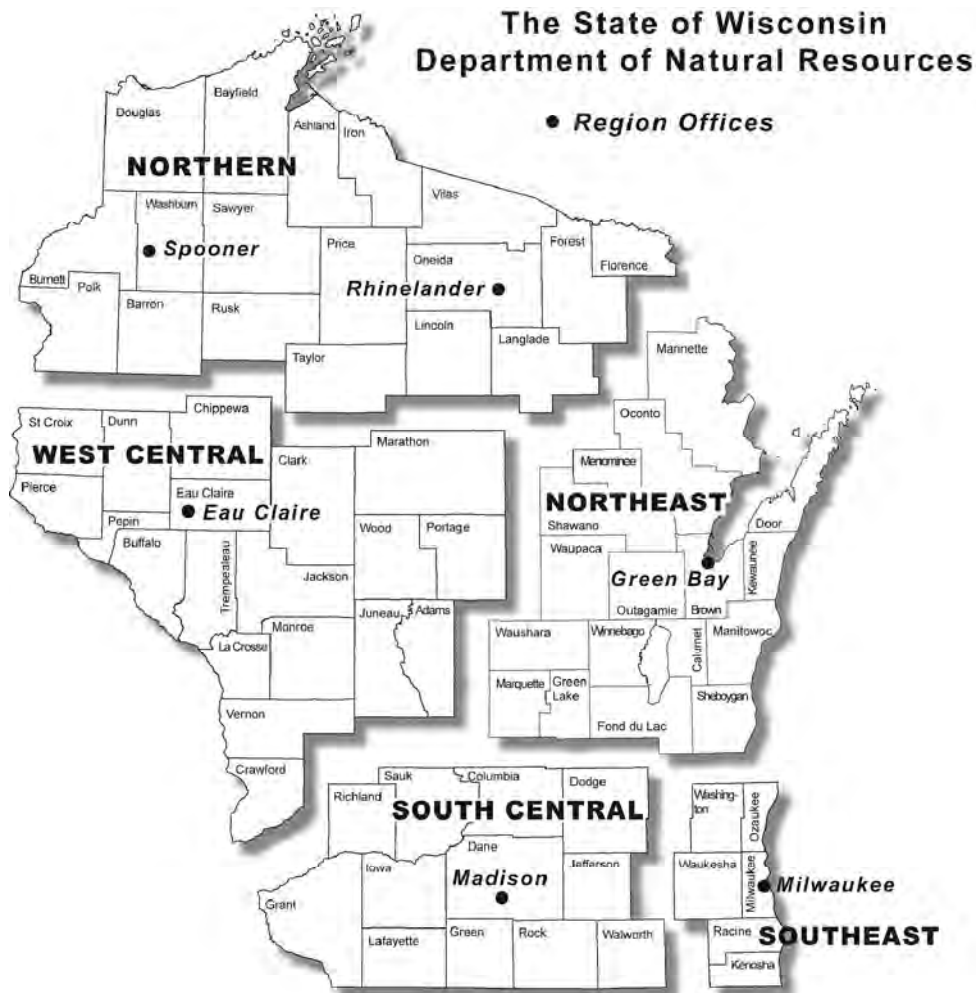 The State of Wisconsin
Department of Natural Resources
Region Offices
Bayfield
Douglas
Ashland
Iron
NORTHERN
Vilas
Washburn
Sawyer
Price
Forest
Spooner
Oneida
Florence
Burnett
Polk
Rhinelander
Barron
Rusk
Lincoln
Langlade
Taylor
Marinette
Chippewa
St Croix
Dunn
Oconto
Marathon
WEST CENTRAL
Clark
Menominee
Pierce
Eau Claire
NORTHEAST
Eau Claire
Pepin
Wood
Portage
Shawano
Door
Buffalo
Waupaca
Kewaunee
Trempealeau
Jackson
Green Bay
Juneau
Adams
Outagamie
Brown
Monroe
La Crosse
Waushara
Winnebago
Calumet
Manitowoc
Marquette
Green
Lake
Sheboygan
Vernon
Fond du Lac
Crawford
Sauk
Columbia
Dodge
Richland
SOUTH CENTRAL
Washing-
ton
Ozaukee
Dane
Iowa
Jefferson
Waukesha
Milwaukee
Madison
Milwaukee
Grant
Lafayette
Green
Rock
Walworth
Racine
SOUTHEAST
Kenosha